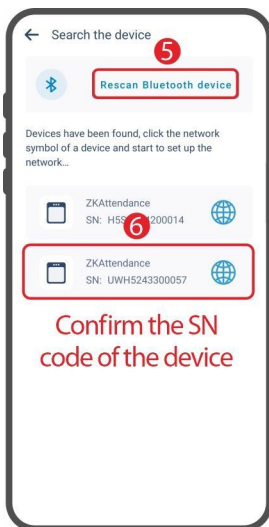 ← Search the device
5
Rescan Bluetooth device
Devices have been found, click the network
symbol of a device and start to set up the
network...
ZKAttendance
SN: H5S 4200014
6
ZKAttendance
SN: UWH5243300057
Confirm the SN
code of the device